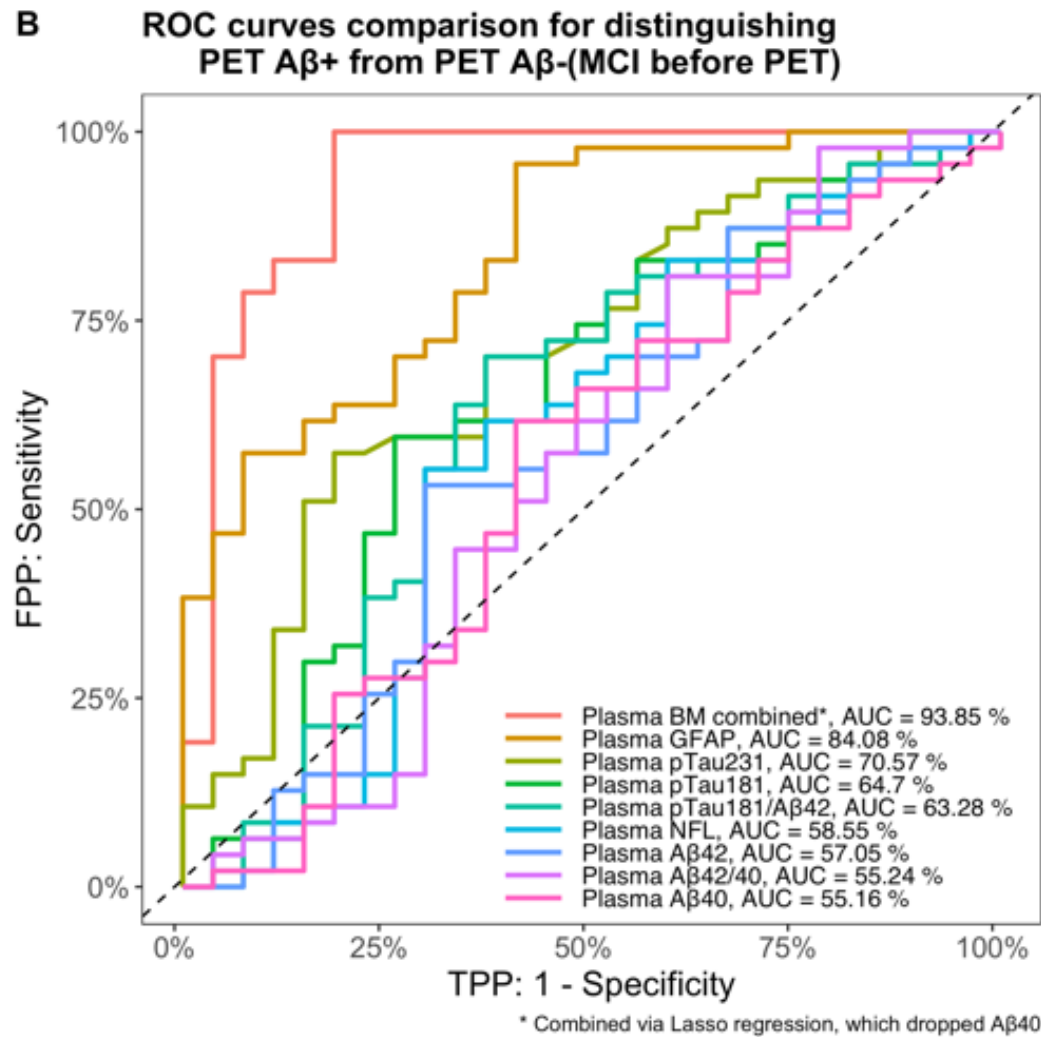 B
ROC curves comparison for distinguishing
PET Aβ+ from PET Aβ-(MCI before PET)
100%
75%
50%
25%
0%
FPP: Sensitivity
Plasma BM combined*, AUC = 93.85 %
Plasma GFAP, AUC = 84.08 %
Plasma pTau231, AUC = 70.57 %
Plasma pTau181, AUC = 64.7 %
Plasma pTau181/Aβ42, AUC = 63.28 %
Plasma NFL, AUC = 58.55 %
Plasma Aβ42, AUC = 57.05 %
Plasma Aβ42/40, AUC = 55.24 %
Plasma Aβ40, AUC = 55.16 %
0% 25% 50% 75% 100%
TPP: 1 - Specificity
* Combined via Lasso regression, which dropped Aβ40